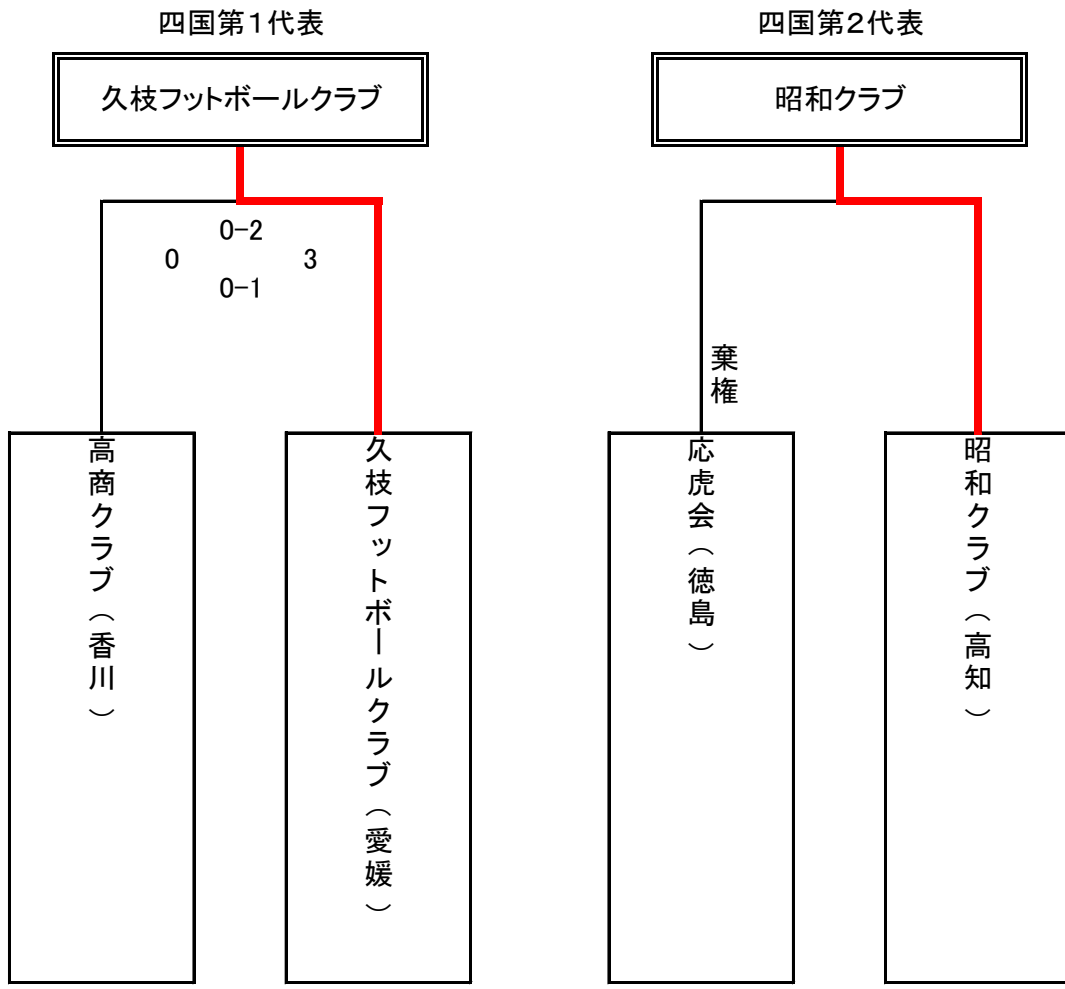 四国第１代表
久枝フットボールクラブ
0-2
0 3
0-1
高商クラブ（香川）
久枝フットボールクラブ（愛媛）
四国第２代表
昭和クラブ
棄権
応虎会（徳島）
昭和クラブ（高知）